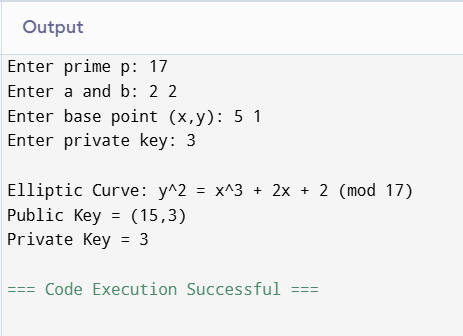 Output
Enter prime p: 17
Enter a and b: 2 2
Enter base point (x,y): 5 1
Enter private key: 3
Elliptic Curve: y^2 = x^3 + 2x + 2 (mod 17)
Public Key = (15,3)
Private Key = 3
=== Code Execution Successful ===